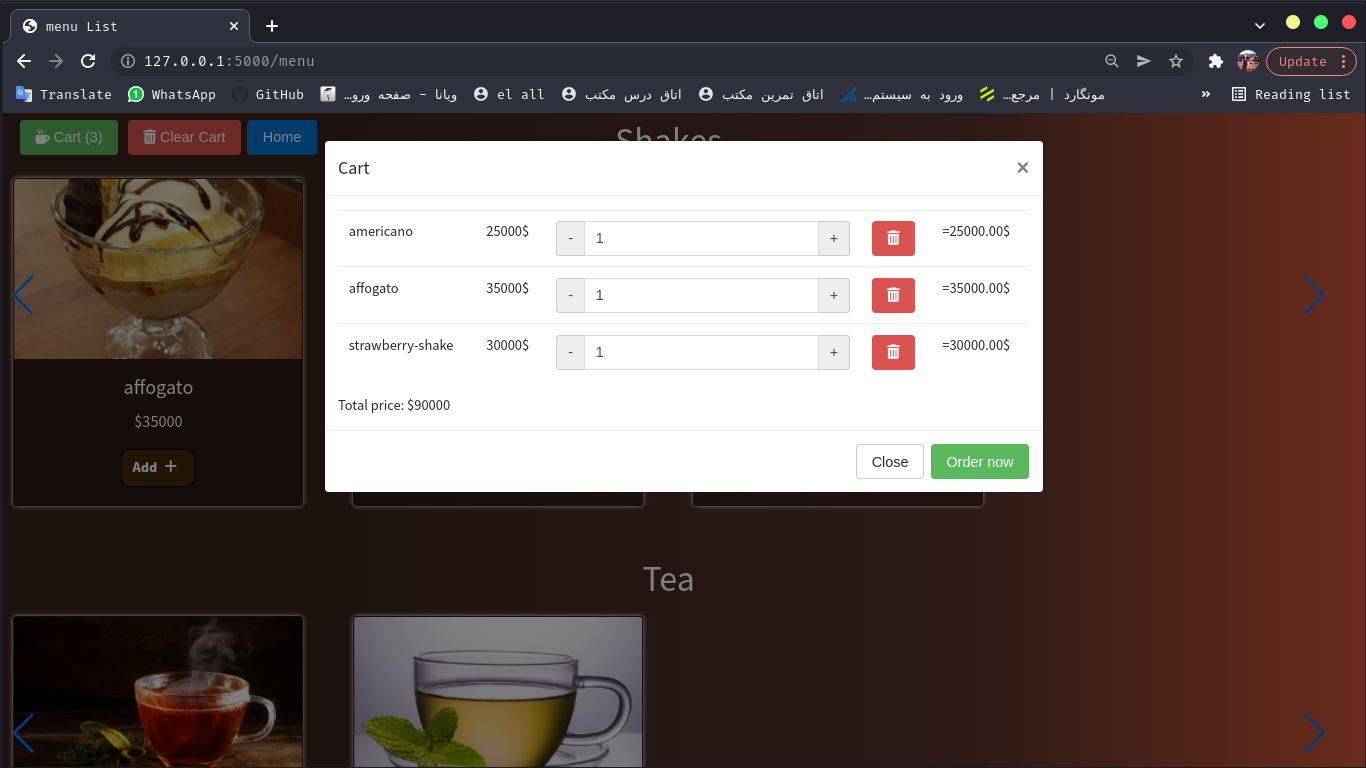 menu List
127.0.0.1:5000/menu
Update
Translate
WhatsApp
GitHub
ویانا - صفحه ورو...
el all
اتاق درس مکتب
اتاق تمرین مکتب
ورود به سیستم...
مونگارد | مرجع...
»
Reading list
Cart (3)
Clear Cart
Home
Shakes
Cart
×
americano 25000$ - 1 + =25000.00$
affogato 35000$ - 1 + =35000.00$
strawberry-shake 30000$ - 1 + =30000.00$
Total price: $90000
Close
Order now
affogato
$35000
Add +
Tea